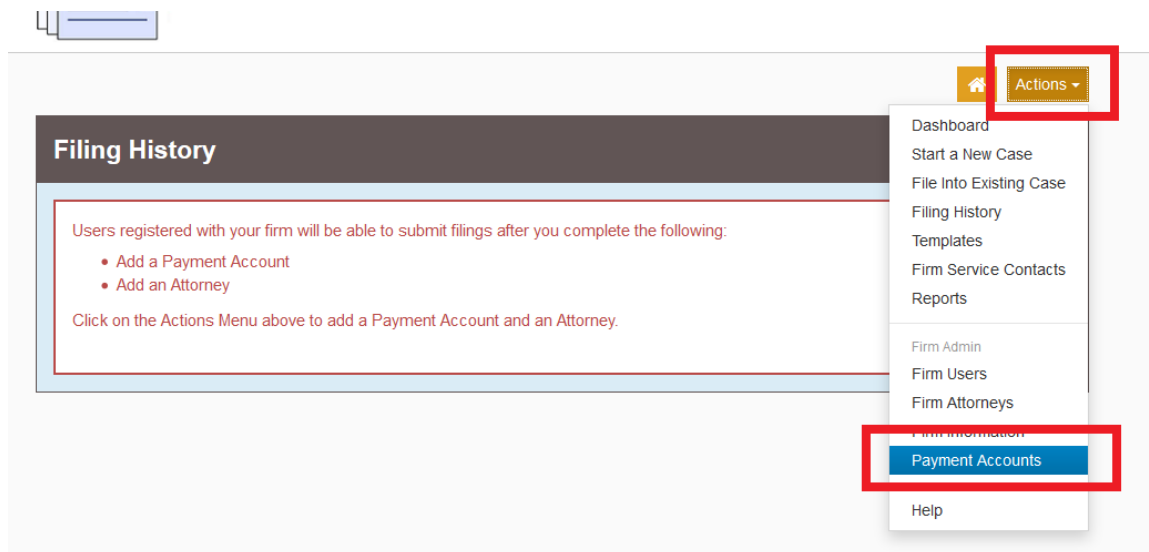 Actions
Filing History
Users registered with your firm will be able to submit filings after you complete the following:
Add a Payment Account
Add an Attorney
Click on the Actions Menu above to add a Payment Account and an Attorney.
Dashboard
Start a New Case
File Into Existing Case
Filing History
Templates
Firm Service Contacts
Reports
Firm Admin
Firm Users
Firm Attorneys
Firm Information
Payment Accounts
Help